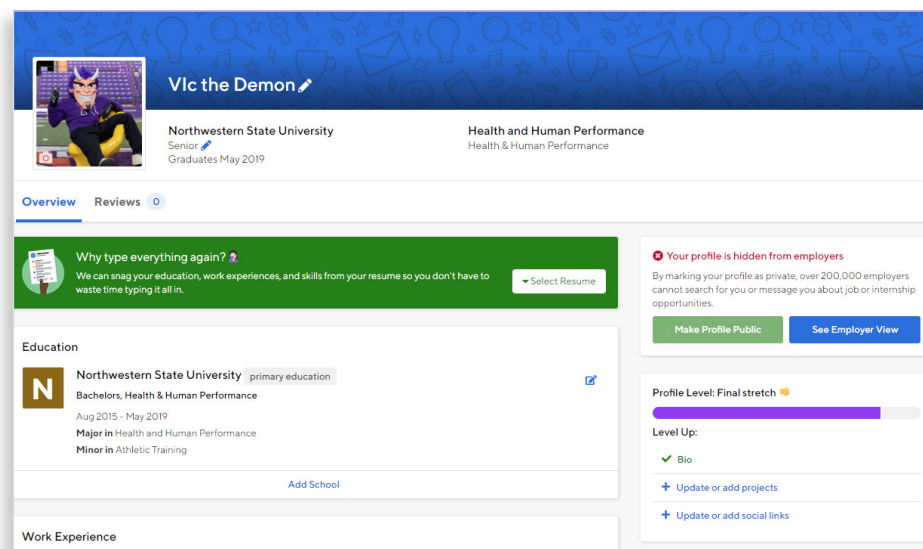 VIc the Demon
Northwestern State University
Senior
Graduates May 2019
Health and Human Performance
Health & Human Performance
Overview Reviews 0
Why type everything again?
We can snag your education, work experiences, and skills from your resume so you don't have to
waste time typing it all in.
Select Resume
Your profile is hidden from employers
By marking your profile as private, over 200,000 employers
cannot search for you or message you about job or internship
opportunities.
Make Profile Public See Employer View
Education
N
Northwestern State University primary education
Bachelors, Health & Human Performance
Aug 2015 - May 2019
Major in Health and Human Performance
Minor in Athletic Training
Add School
Profile Level: Final stretch
Level Up:
Bio
Update or add projects
Update or add social links
Work Experience